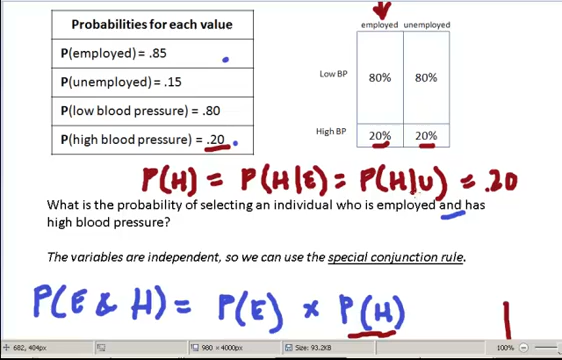 Probabilities for each value
P(employed) = .85
P(unemployed) = .15
P(low blood pressure) = .80
P(high blood pressure) = .20
employed unemployed
Low BP 80% 80%
High BP 20% 20%
P(H) = P(H|E) = P(H|U) = .20
What is the probability of selecting an individual who is employed and has
high blood pressure?
The variables are independent, so we can use the special conjunction rule.
P(E & H) = P(E) × P(H)
682, 404px 980 × 4000px Size: 93.2KB 100%